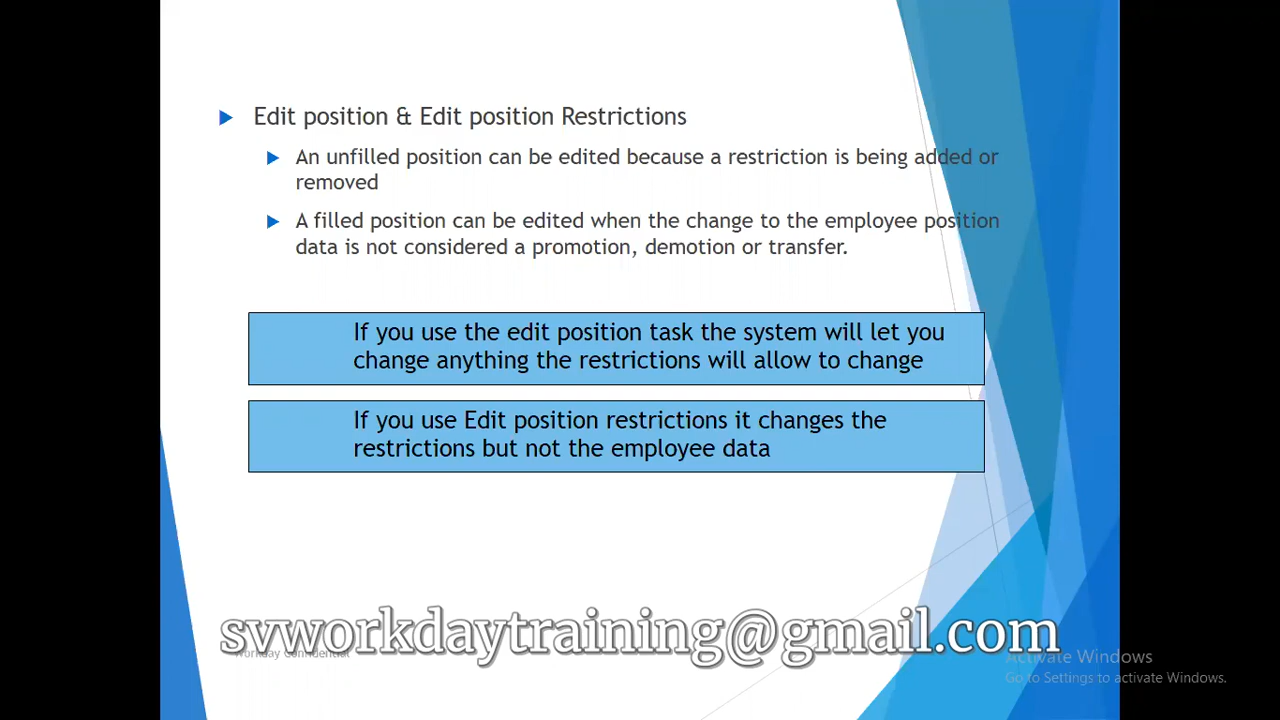 Edit position & Edit position Restrictions
An unfilled position can be edited because a restriction is being added or
removed
A filled position can be edited when the change to the employee position
data is not considered a promotion, demotion or transfer.
If you use the edit position task the system will let you
change anything the restrictions will allow to change
If you use Edit position restrictions it changes the
restrictions but not the employee data
svworkdaytraining@gmail.com
Workday Confidential
Activate Windows
Go to Settings to activate Windows.